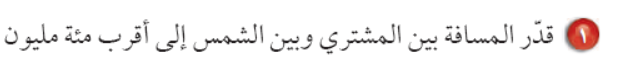 ١ قدّر المسافة بين المشتري وبين الشمس إلى أقرب مئة مليون